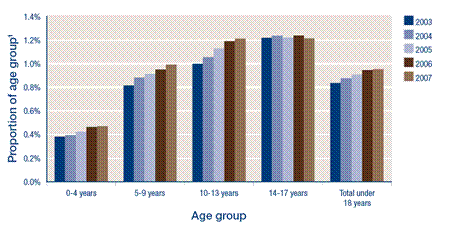 1.4%
1.2%
1.0%
0.8%
0.6%
0.4%
0.2%
0.0%
Proportion of age group¹
0-4 years
5-9 years
10-13 years
14-17 years
Total under
18 years
Age group
2003
2004
2005
2006
2007